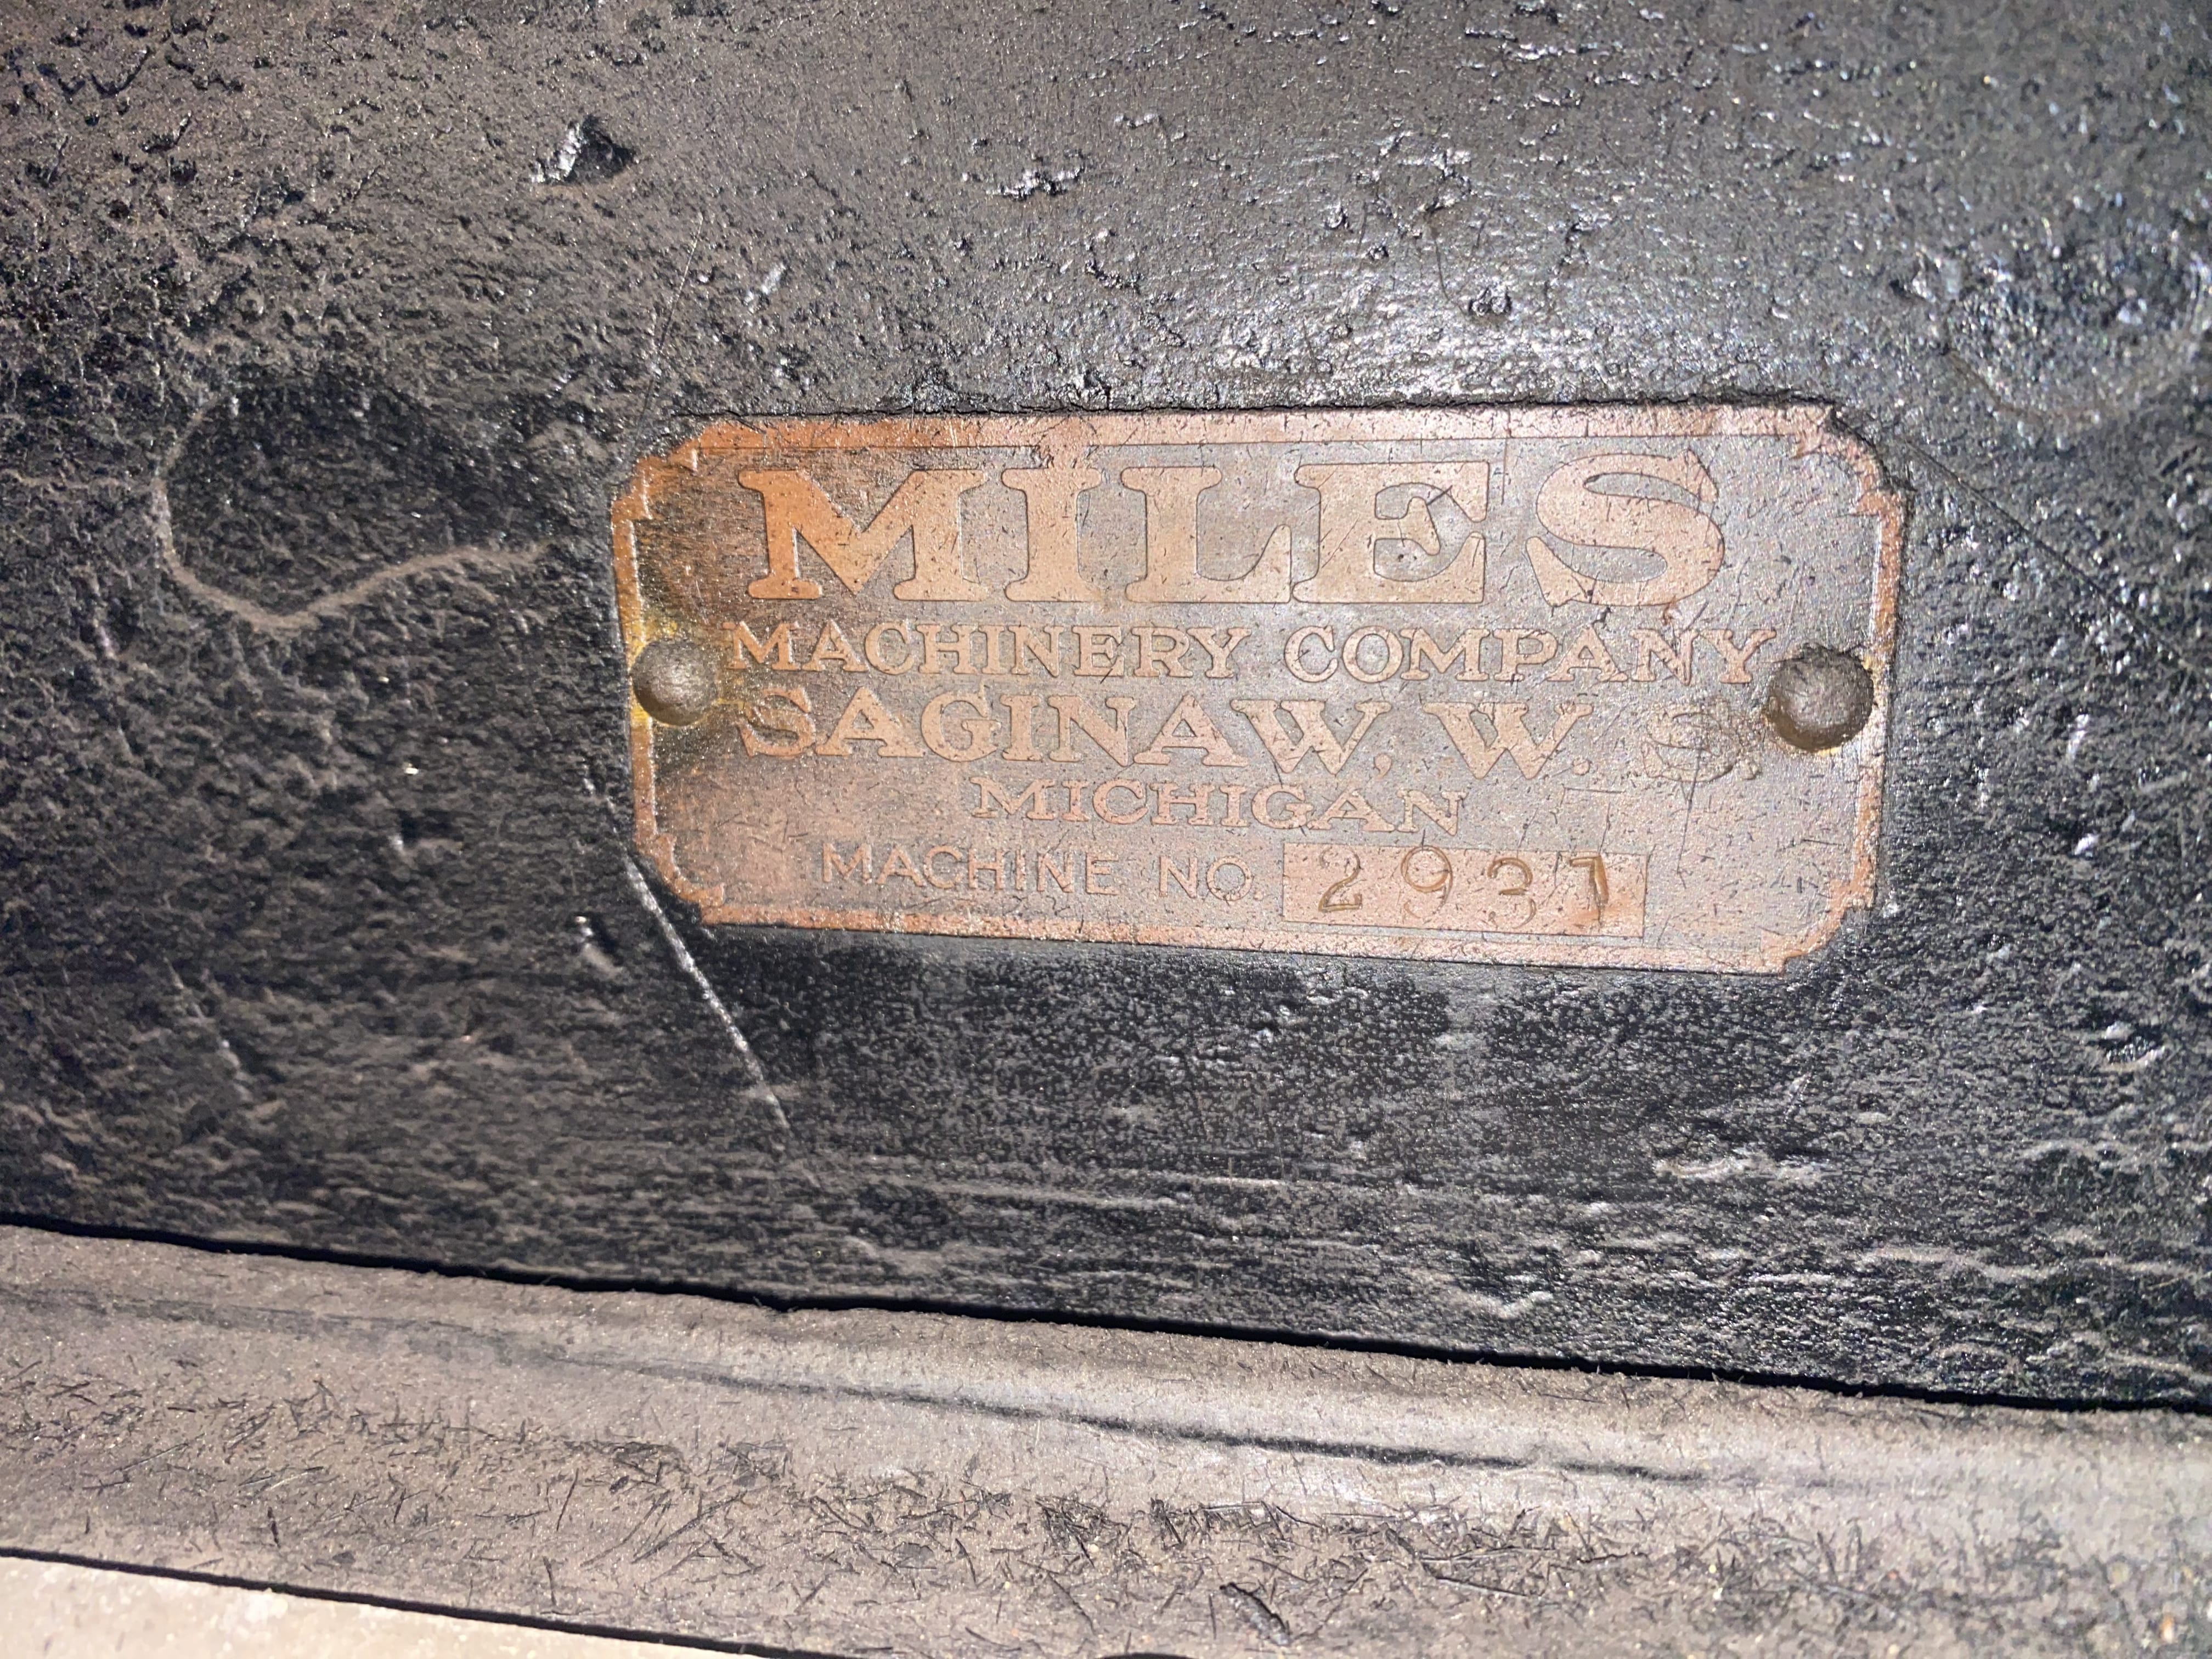 MILES
MACHINERY COMPANY
SAGINAW, W. S.
MICHIGAN
MACHINE NO. 2937